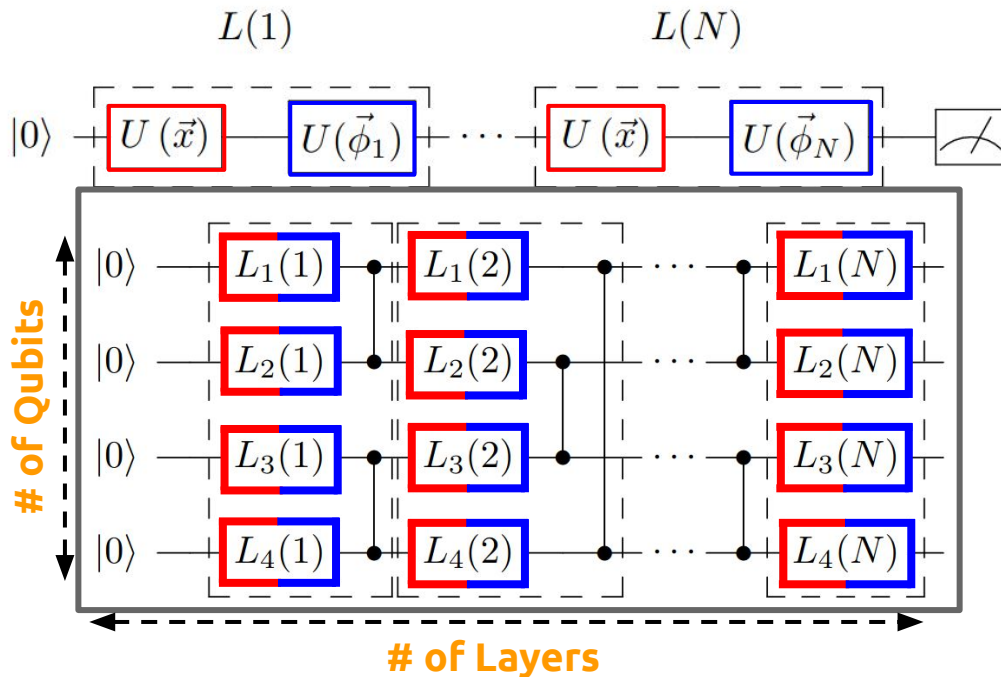 L(1) L(N)
|0⟩ U(x⃗) U(ϕ⃗₁) ··· U(x⃗) U(ϕ⃗_N)
|0⟩ L₁(1) L₁(2) ··· L₁(N)
|0⟩ L₂(1) L₂(2) ··· L₂(N)
|0⟩ L₃(1) L₃(2) ··· L₃(N)
|0⟩ L₄(1) L₄(2) ··· L₄(N)
# of Qubits
# of Layers